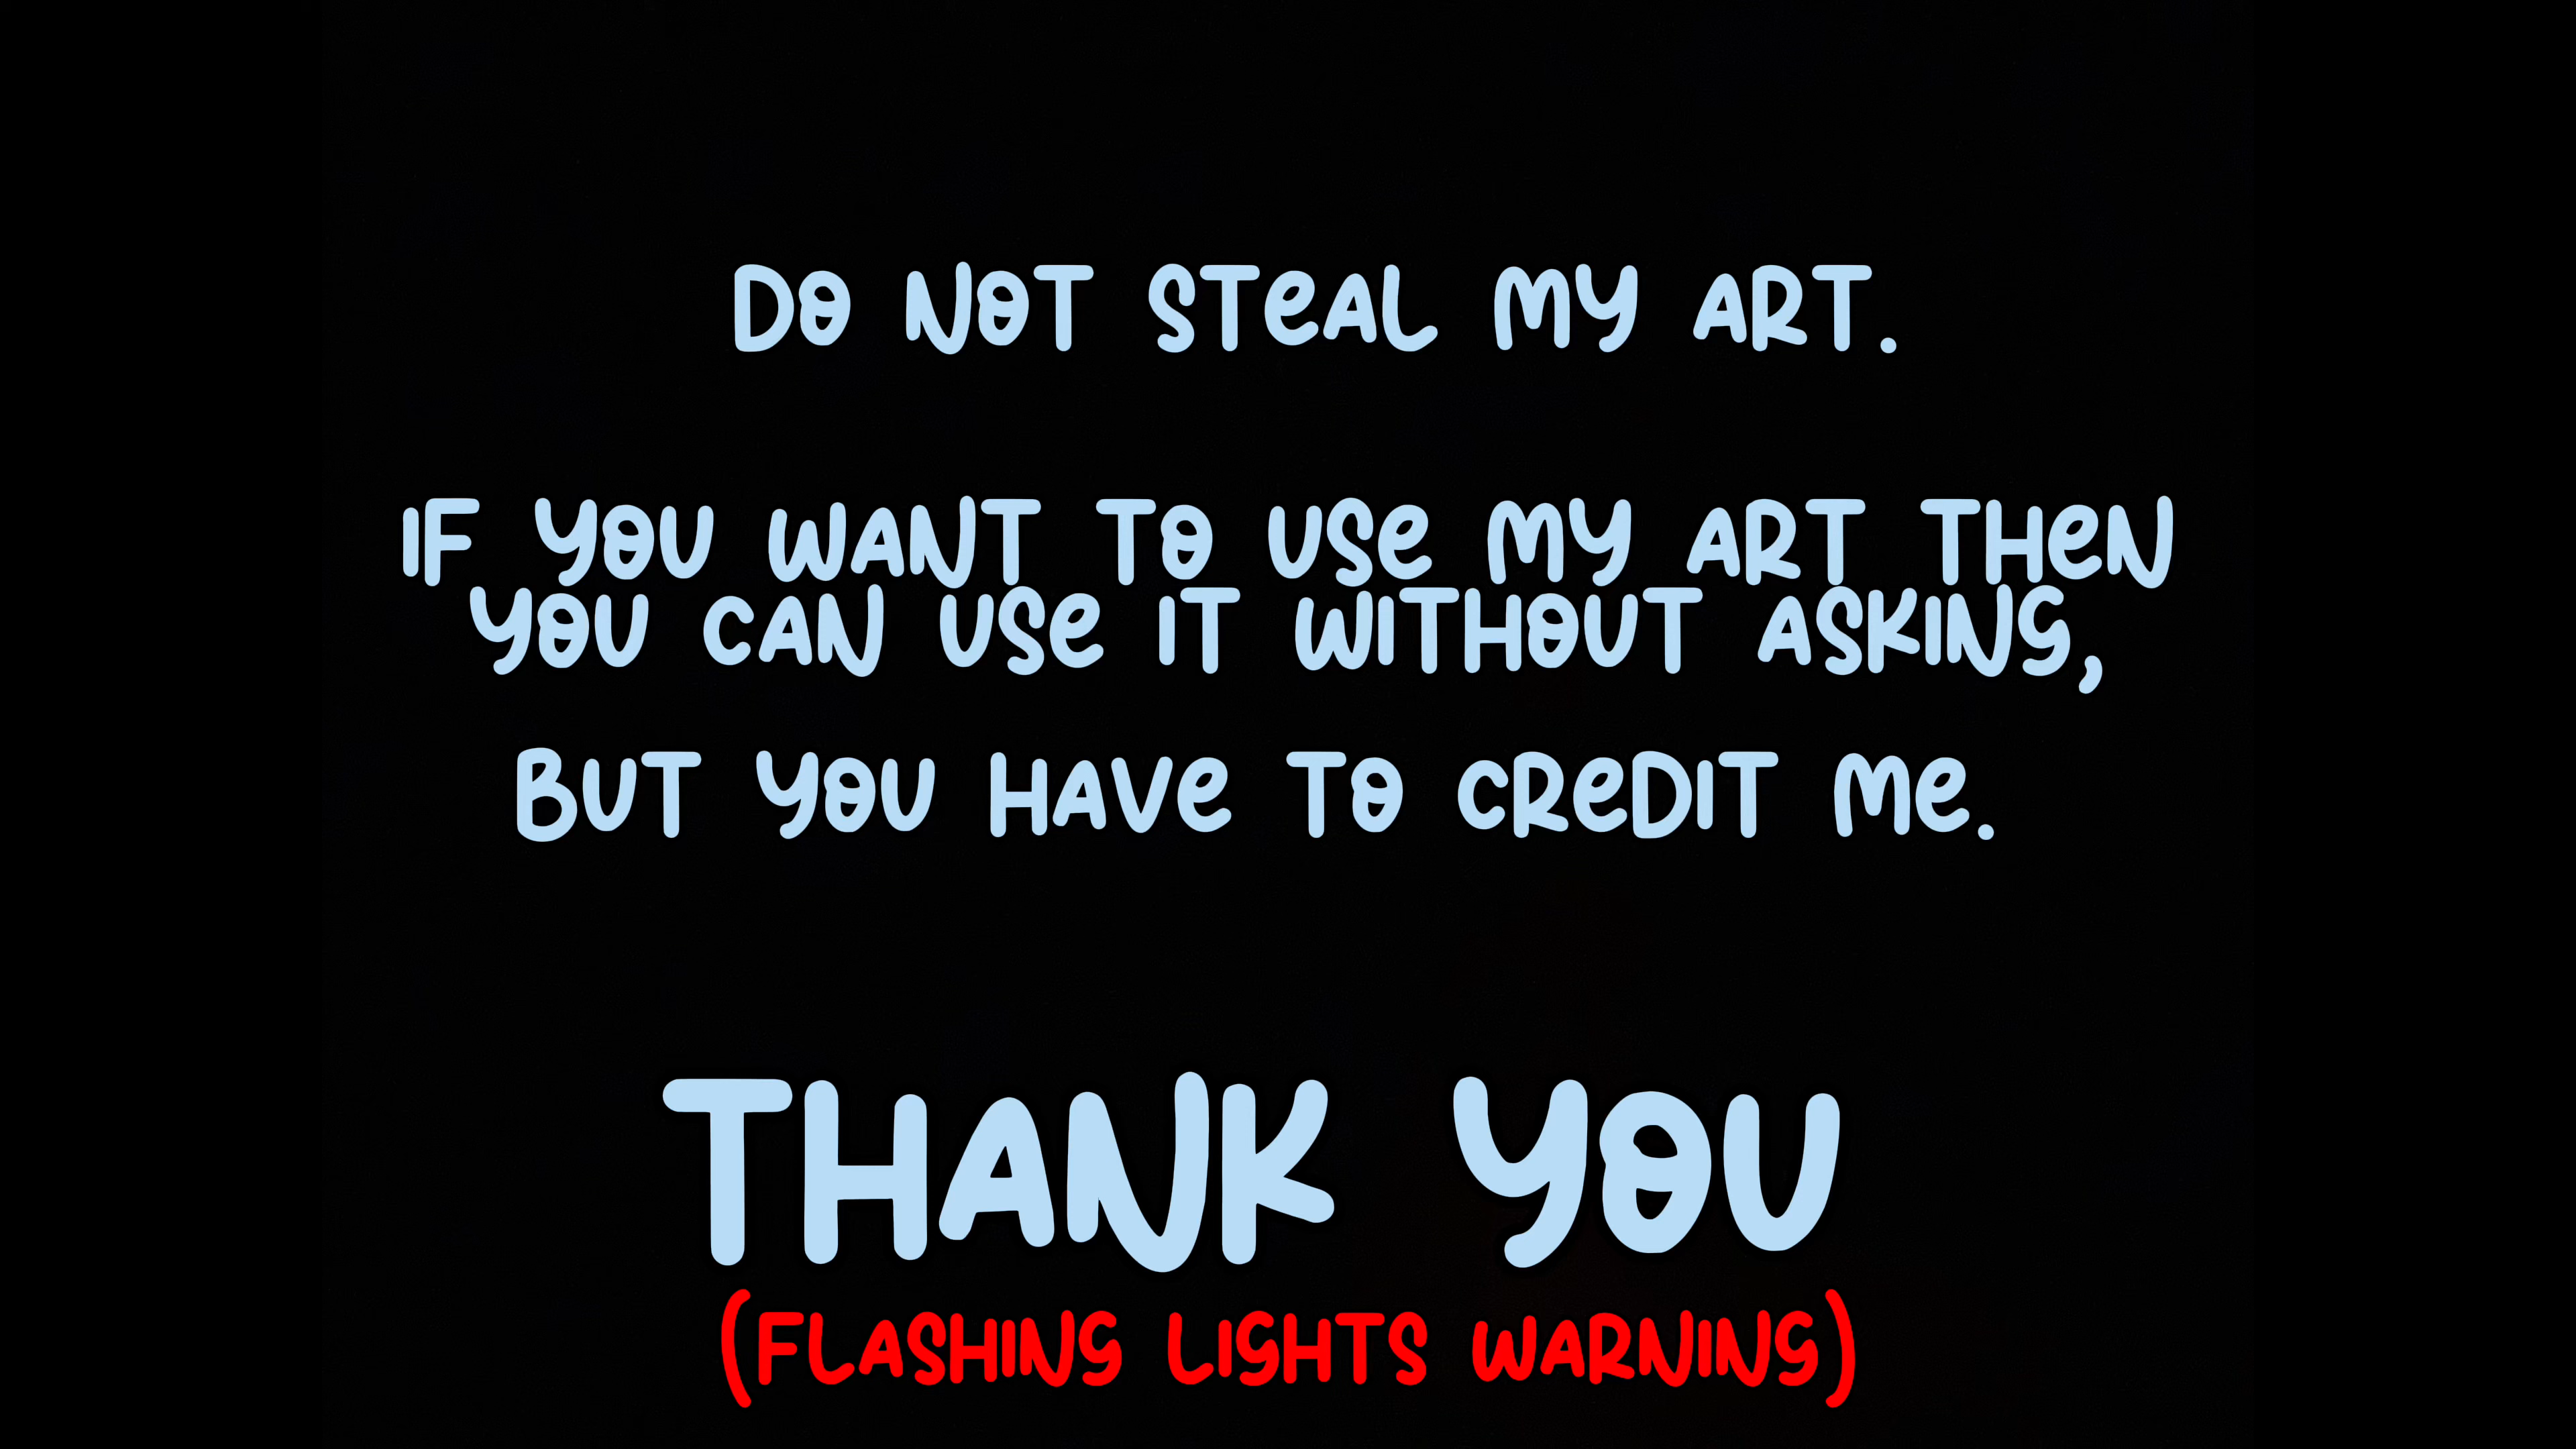 DO NOT STEAL MY ART.
IF YOU WANT TO USE MY ART THEN
YOU CAN USE IT WITHOUT ASKING,
BUT YOU HAVE TO CREDIT ME.
THANK YOU
(FLASHING LIGHTS WARNING)